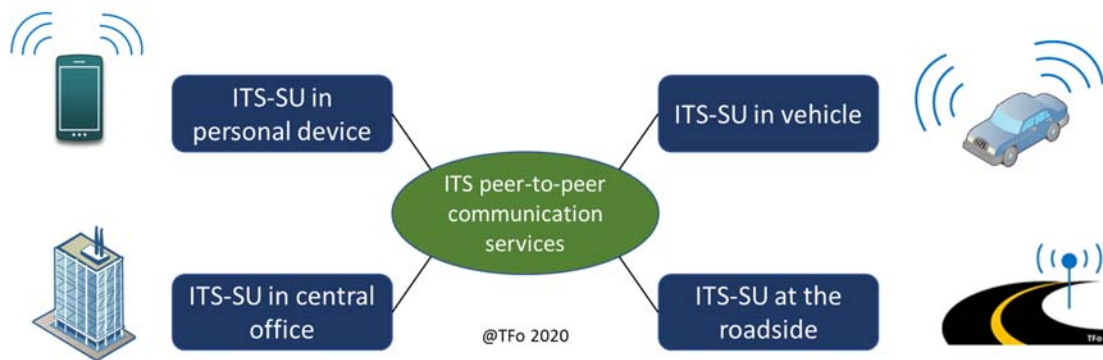 ITS-SU in
personal device
ITS-SU in vehicle
ITS peer-to-peer
communication
services
ITS-SU in central
office
ITS-SU at the
roadside
@TFo 2020
TFo